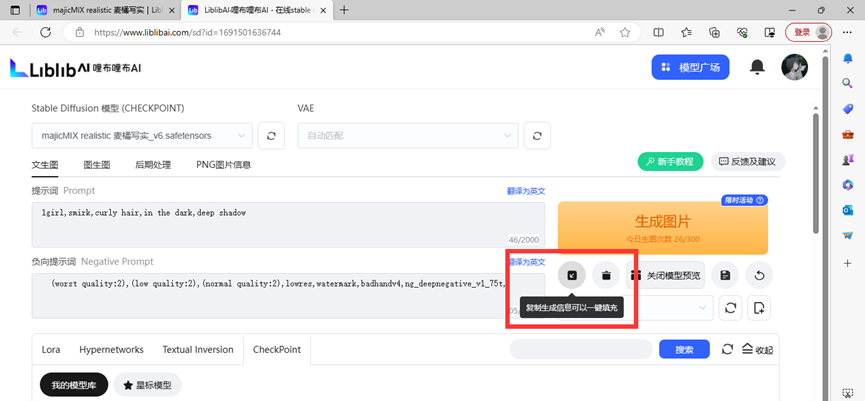 majicMIX realistic 麦橘写实 | Libl
LiblibAI·哩布哩布AI - 在线stable
https://www.liblibai.com/sd?id=1691501636744
登录
LiblibAI 哩布哩布AI
模型广场
Stable Diffusion 模型 (CHECKPOINT)
VAE
majicMIX realistic 麦橘写实_v6.safetensors
自动匹配
文生图 图生图 后期处理 PNG图片信息
新手教程
反馈及建议
提示词 Prompt
翻译为英文
限时活动
1girl,smirk,curly hair,in the dark,deep shadow
46/2000
生成图片
今日生图次数 26/300
负向提示词 Negative Prompt
翻译为英文
关闭模型预览
(worst quality:2),(low quality:2),(normal quality:2),lowres,watermark,badhandv4,ng_deepnegative_v1_75t,
复制生成信息可以一键填充
Lora Hypernetworks Textual Inversion CheckPoint
搜索
收起
我的模型库
星标模型